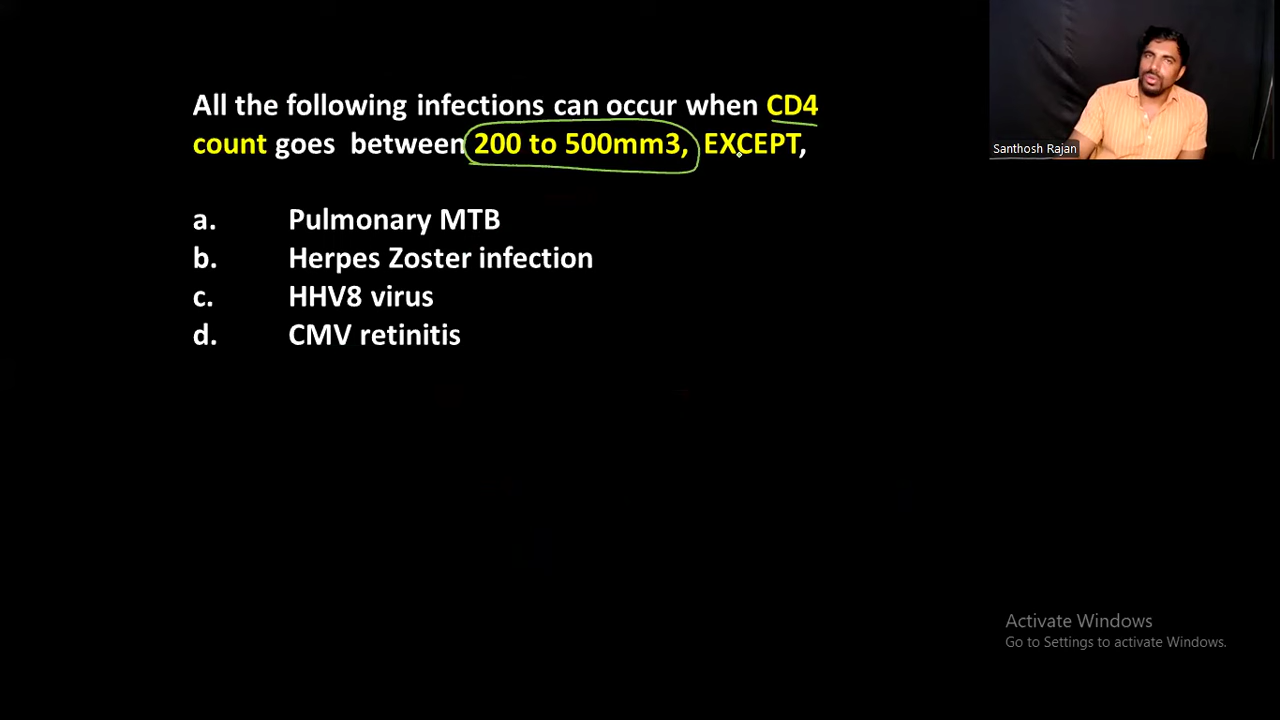 All the following infections can occur when CD4
count goes between 200 to 500mm3, EXCEPT,
a. Pulmonary MTB
b. Herpes Zoster infection
c. HHV8 virus
d. CMV retinitis
Santhosh Rajan
Activate Windows
Go to Settings to activate Windows.